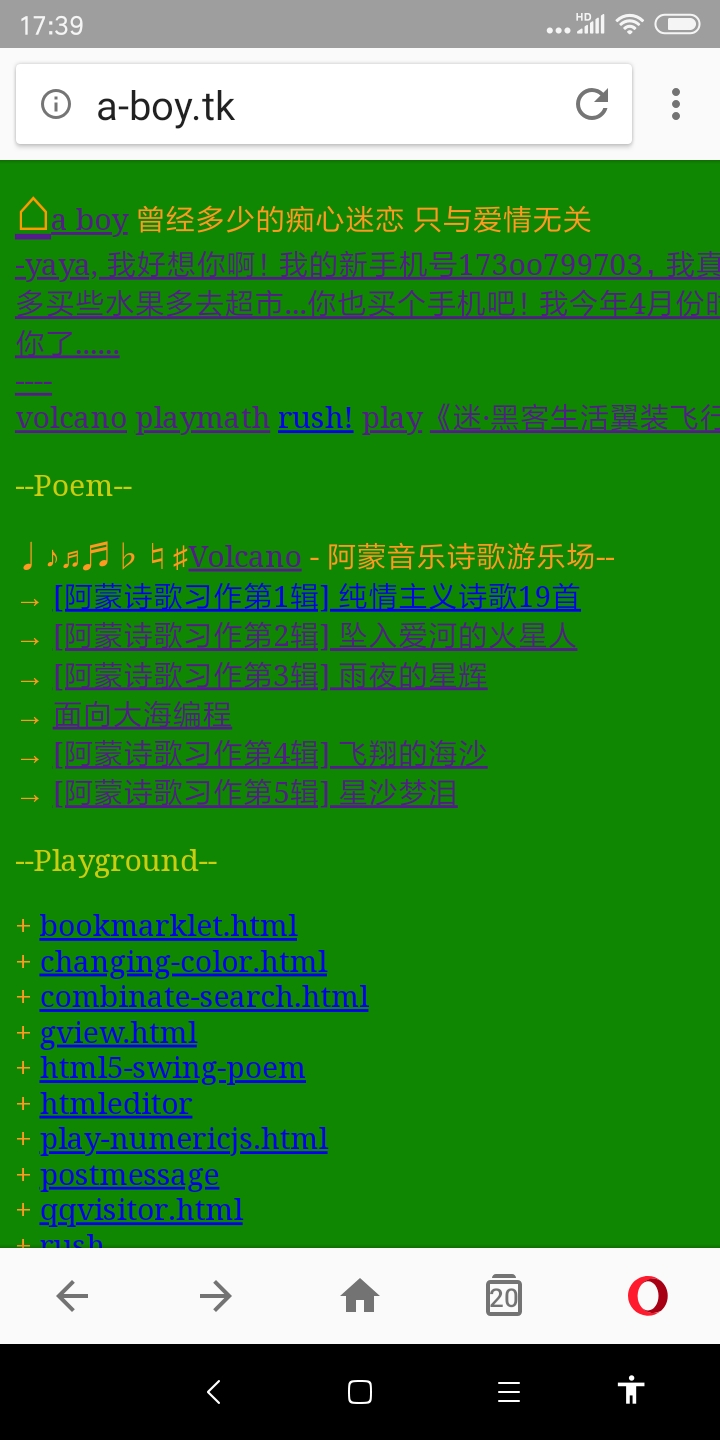 17:39
HD
a-boy.tk
⌂a boy 曾经多少的痴心迷恋 只与爱情无关
-yaya, 我好想你啊！我的新手机号173oo799703，我真
多买些水果多去超市...你也买个手机吧！我今年4月份时
你了......
----
volcano playmath rush! play 《迷·黑客生活翼装飞行
--Poem--
♩♪♬♬♭♮♯Volcano - 阿蒙音乐诗歌游乐场--
→ [阿蒙诗歌习作第1辑] 纯情主义诗歌19首
→ [阿蒙诗歌习作第2辑] 坠入爱河的火星人
→ [阿蒙诗歌习作第3辑] 雨夜的星辉
→ 面向大海编程
→ [阿蒙诗歌习作第4辑] 飞翔的海沙
→ [阿蒙诗歌习作第5辑] 星沙梦泪
--Playground--
+ bookmarklet.html
+ changing-color.html
+ combinate-search.html
+ gview.html
+ html5-swing-poem
+ htmleditor
+ play-numericjs.html
+ postmessage
+ qqvisitor.html
+ rush
20